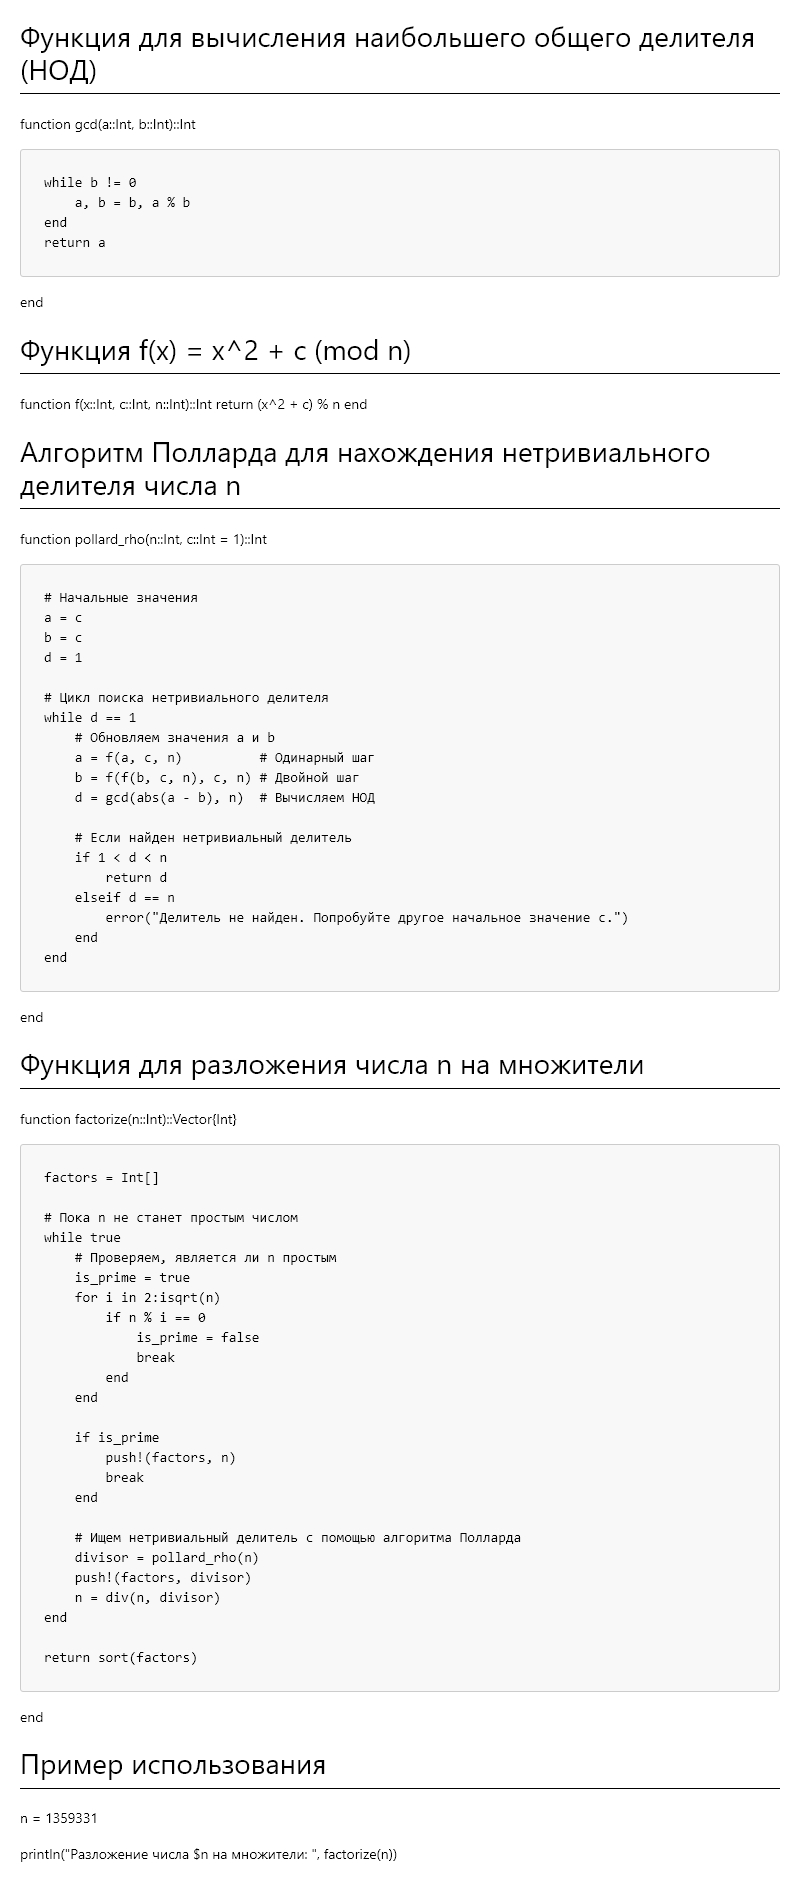 Функция для вычисления наибольшего общего делителя
(НОД)
function gcd(a::Int, b::Int)::Int
while b != 0
    a, b = b, a % b
end
return a
end
Функция f(x) = x^2 + c (mod n)
function f(x::Int, c::Int, n::Int)::Int return (x^2 + c) % n end
Алгоритм Полларда для нахождения нетривиального
делителя числа n
function pollard_rho(n::Int, c::Int = 1)::Int
# Начальные значения
a = c
b = c
d = 1
# Цикл поиска нетривиального делителя
while d == 1
    # Обновляем значения a и b
    a = f(a, c, n)          # Одинарный шаг
    b = f(f(b, c, n), c, n) # Двойной шаг
    d = gcd(abs(a - b), n)  # Вычисляем НОД
    # Если найден нетривиальный делитель
    if 1 < d < n
        return d
    elseif d == n
        error("Делитель не найден. Попробуйте другое начальное значение c.")
    end
end
end
Функция для разложения числа n на множители
function factorize(n::Int)::Vector{Int}
factors = Int[]
# Пока n не станет простым числом
while true
    # Проверяем, является ли n простым
    is_prime = true
    for i in 2:isqrt(n)
        if n % i == 0
            is_prime = false
            break
        end
    end
    if is_prime
        push!(factors, n)
        break
    end
    # Ищем нетривиальный делитель с помощью алгоритма Полларда
    divisor = pollard_rho(n)
    push!(factors, divisor)
    n = div(n, divisor)
end
return sort(factors)
end
Пример использования
n = 1359331
println("Разложение числа $n на множители: ", factorize(n))